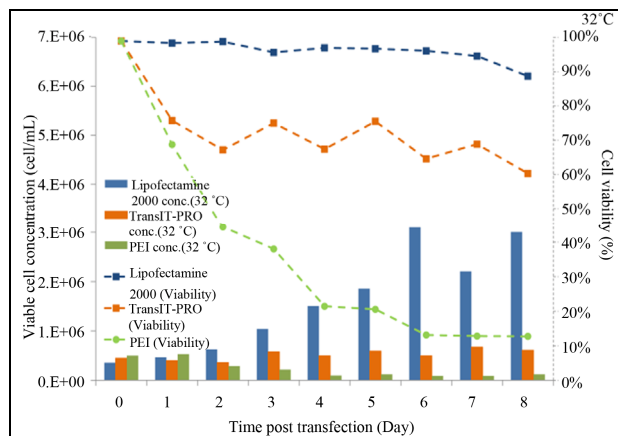 32°C
7.E+06
6.E+06
5.E+06
4.E+06
3.E+06
2.E+06
1.E+06
0.E+00
Viable cell concentration (cell/mL)
Lipofectamine
2000 conc.(32 ˚C)
TransIT-PRO
conc.(32 ˚C)
PEI conc.(32 ˚C)
Lipofectamine
2000 (Viability)
TransIT-PRO
(Viability)
PEI (Viability)
100%
90%
80%
70%
60%
50%
40%
30%
20%
10%
0%
Cell viability (%)
0 1 2 3 4 5 6 7 8
Time post transfection (Day)